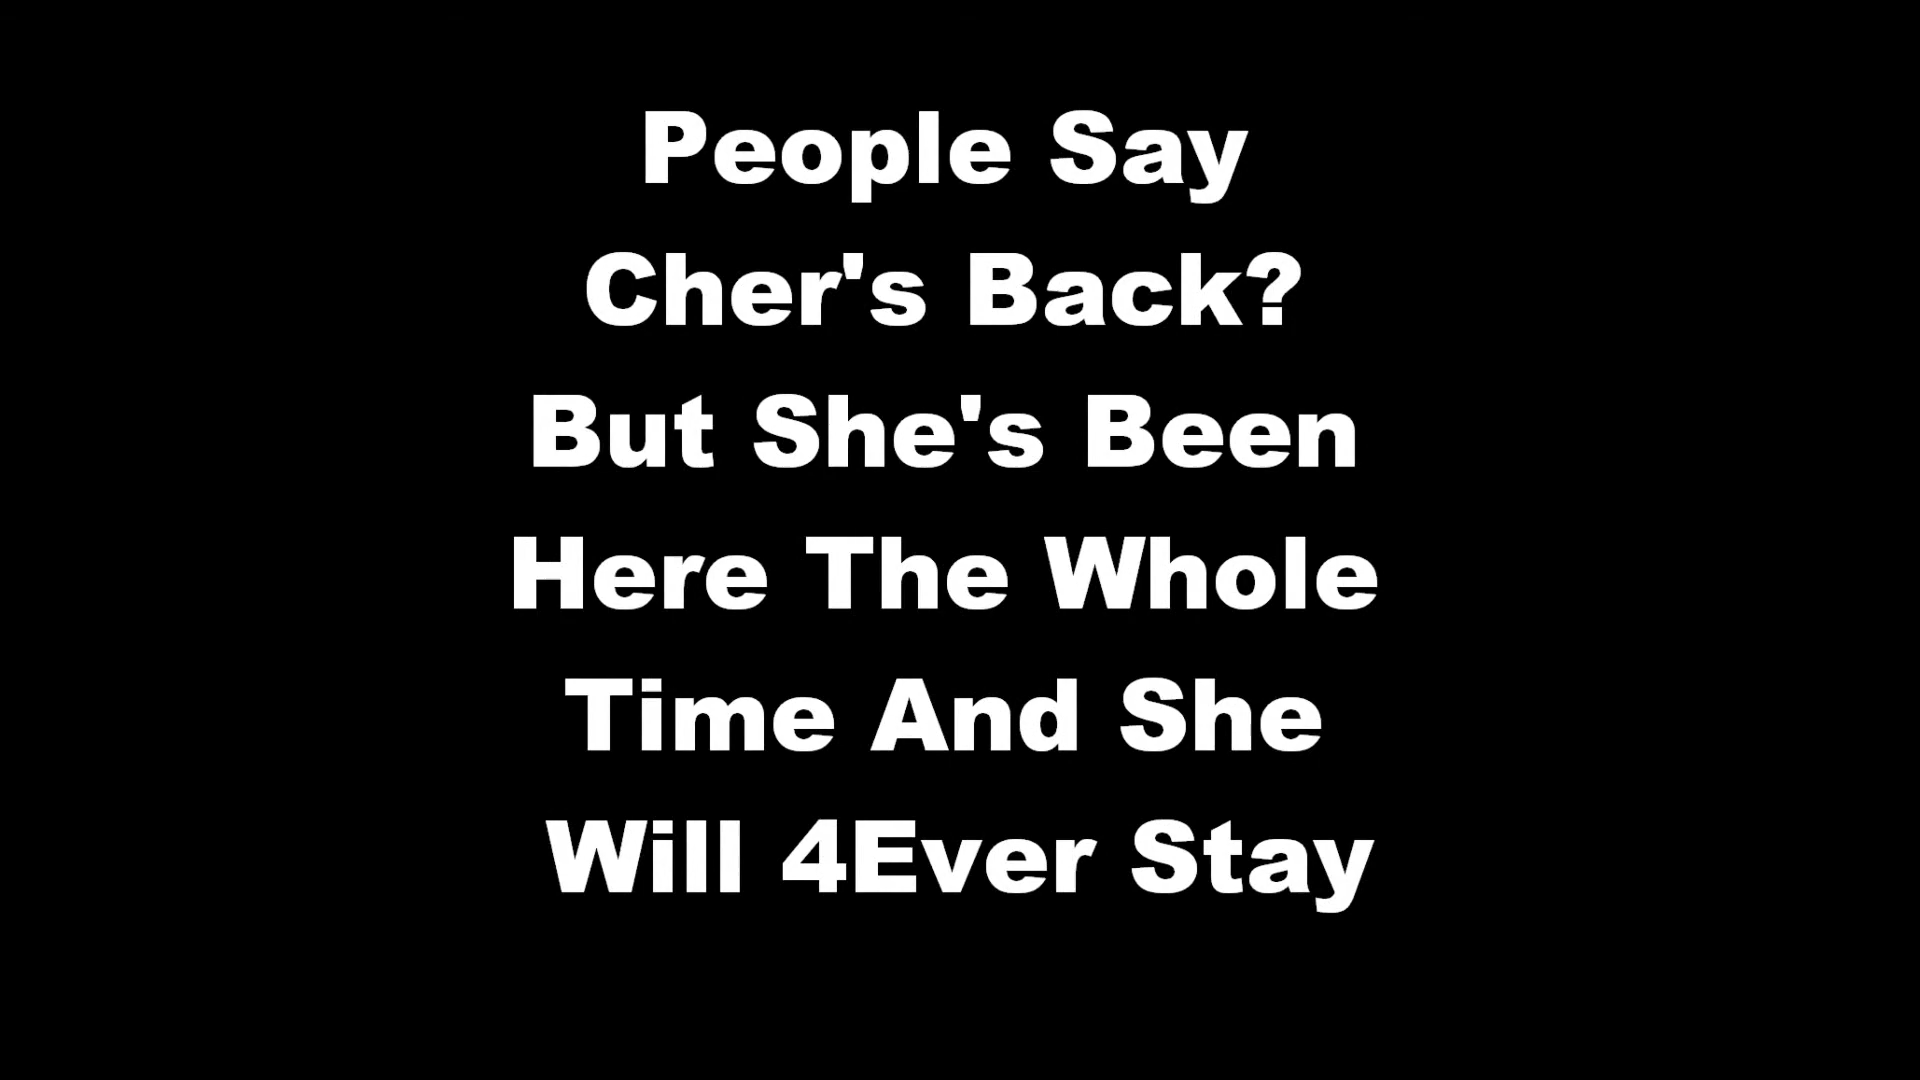 People Say
Cher's Back?
But She's Been
Here The Whole
Time And She
Will 4Ever Stay